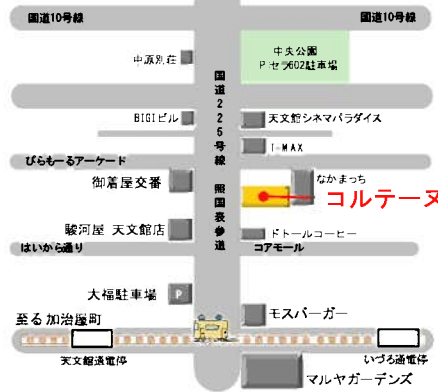 国道10号線
国道10号線
中原別荘
中央公園
Pセラ602駐車場
国道225号線 照国表参道
BIGIビル
天文館シネマパラダイス
I-MAX
ぴらもーるアーケード
御着屋交番
なかまっち
コルテーヌ
駿河屋 天文館店
ドトールコーヒー
はいから通り
コアモール
大福駐車場
P
モスバーガー
至る加治屋町
天文館通電停
いづろ通電停
マルヤガーデンズ